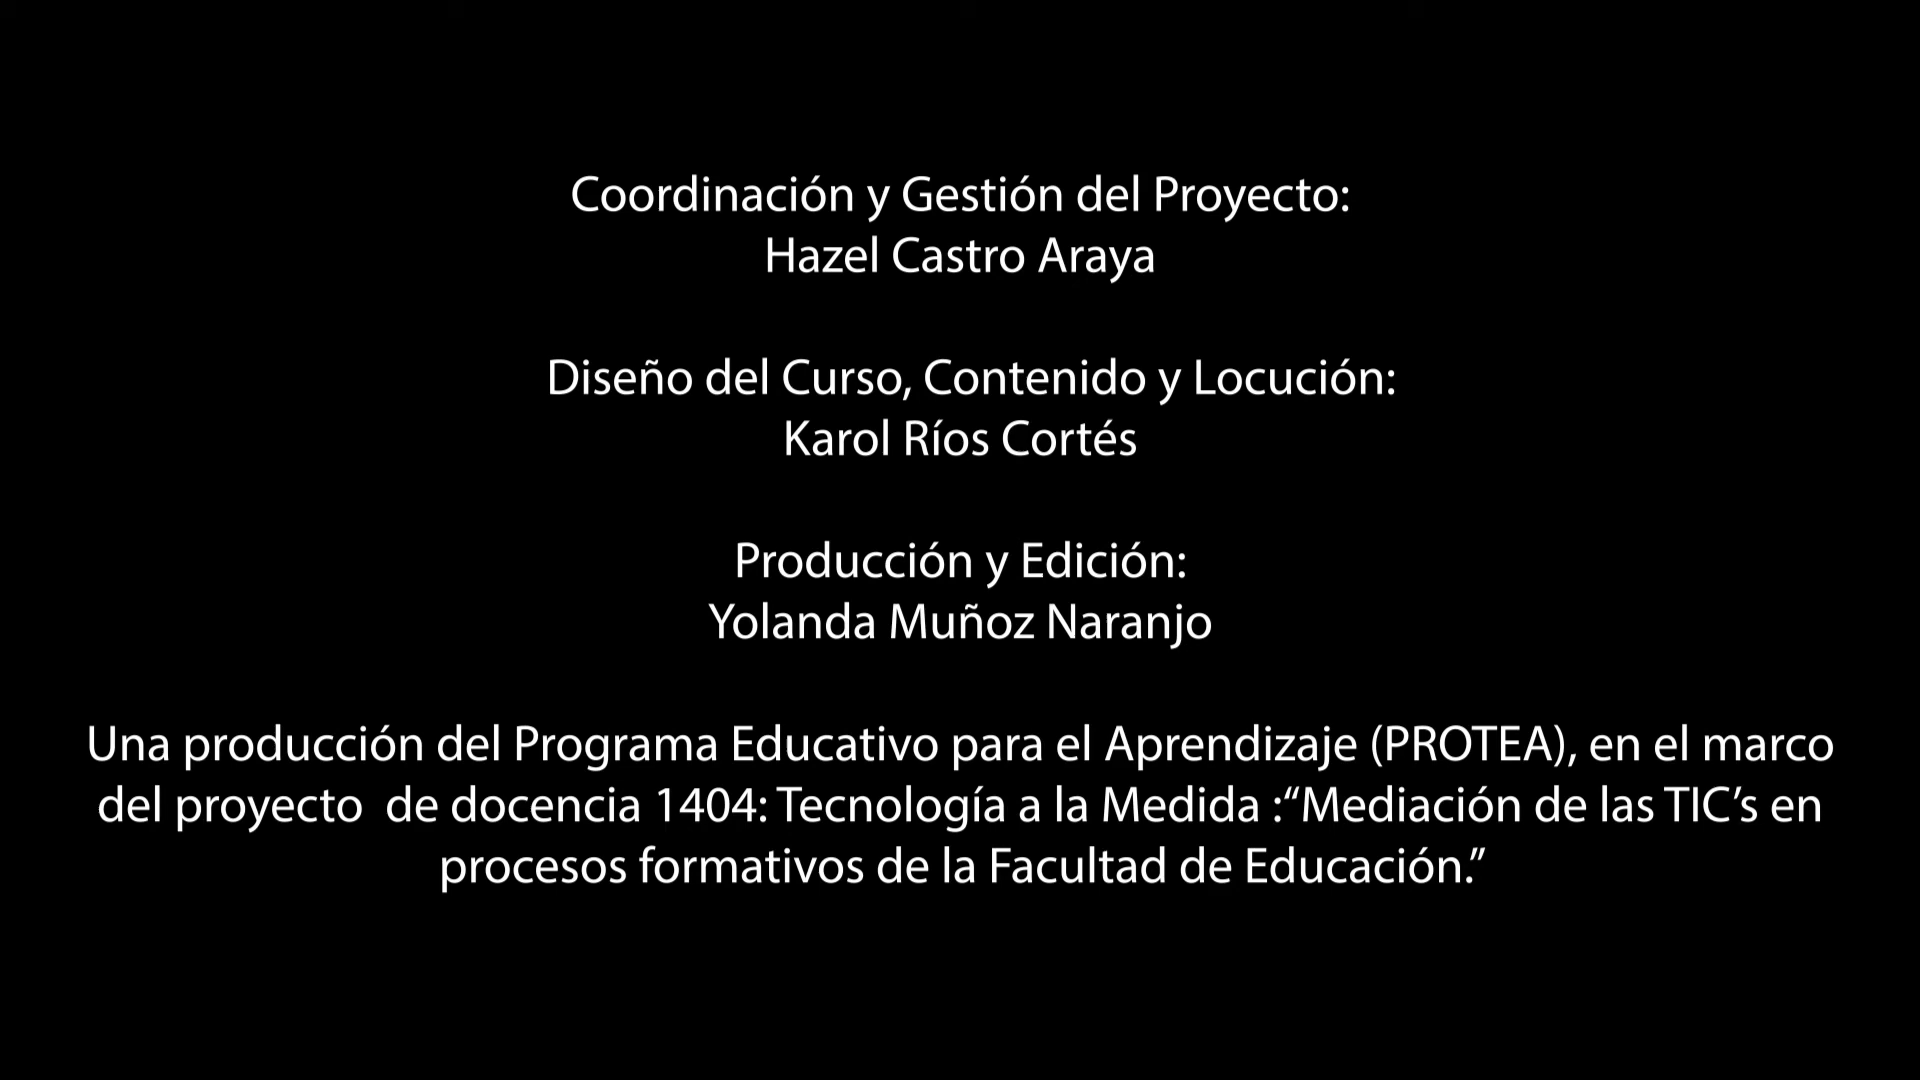 Coordinación y Gestión del Proyecto:
Hazel Castro Araya
Diseño del Curso, Contenido y Locución:
Karol Ríos Cortés
Producción y Edición:
Yolanda Muñoz Naranjo
Una producción del Programa Educativo para el Aprendizaje (PROTEA), en el marco
del proyecto  de docencia 1404: Tecnología a la Medida :“Mediación de las TIC’s en
procesos formativos de la Facultad de Educación.”